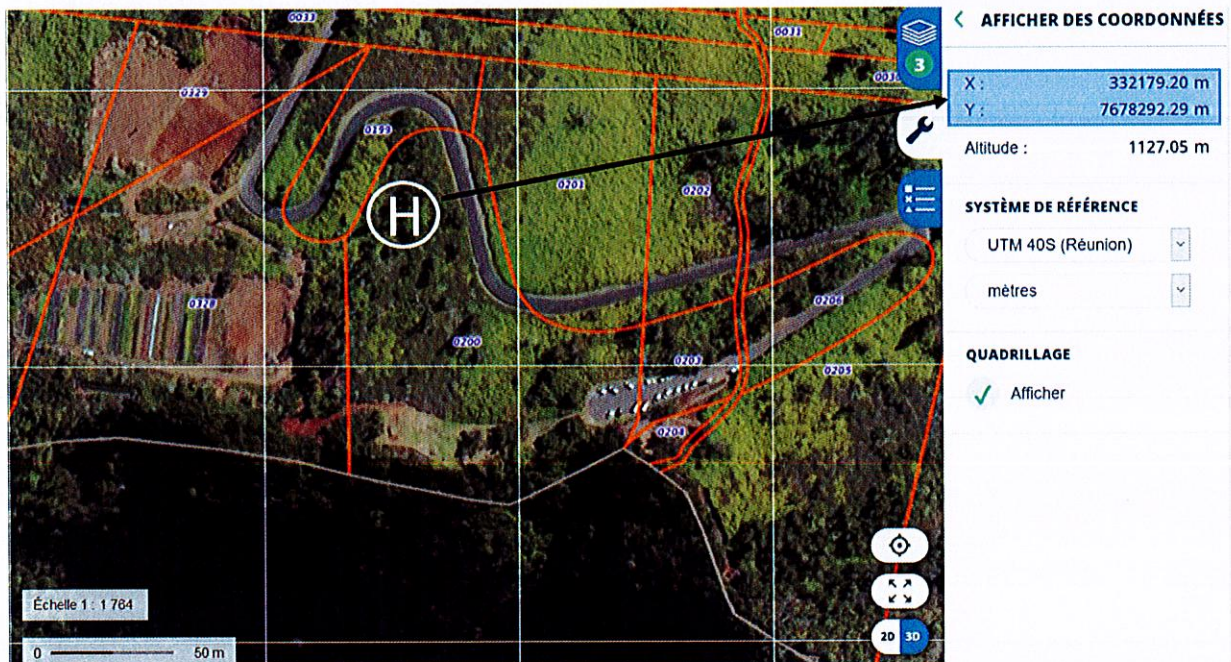 0033
0031
3
0030
0329
0199
0201
0202
H
0328
0200
0206
0203
0205
0204
Échelle 1 : 1 764
0 50 m
2D 3D
AFFICHER DES COORDONNÉES
X : 332179.20 m
Y : 7678292.29 m
Altitude : 1127.05 m
SYSTÈME DE RÉFÉRENCE
UTM 40S (Réunion)
mètres
QUADRILLAGE
Afficher